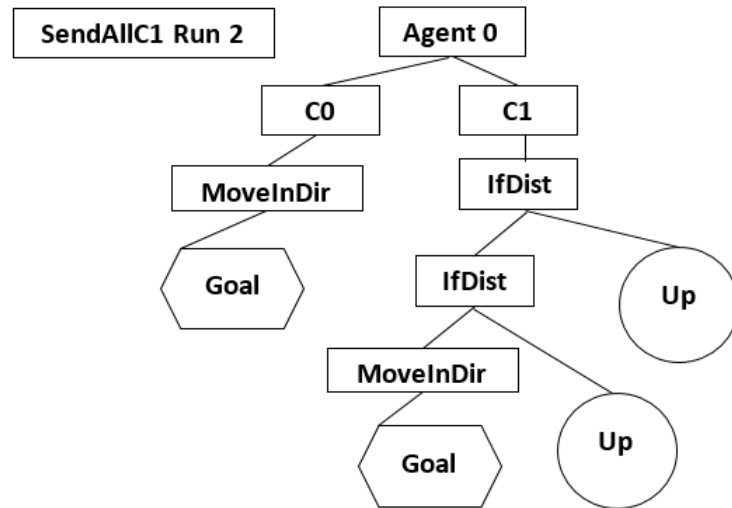 SendAllC1 Run 2
Agent 0
C0
C1
MoveInDir
IfDist
Goal
IfDist
Up
MoveInDir
Up
Goal